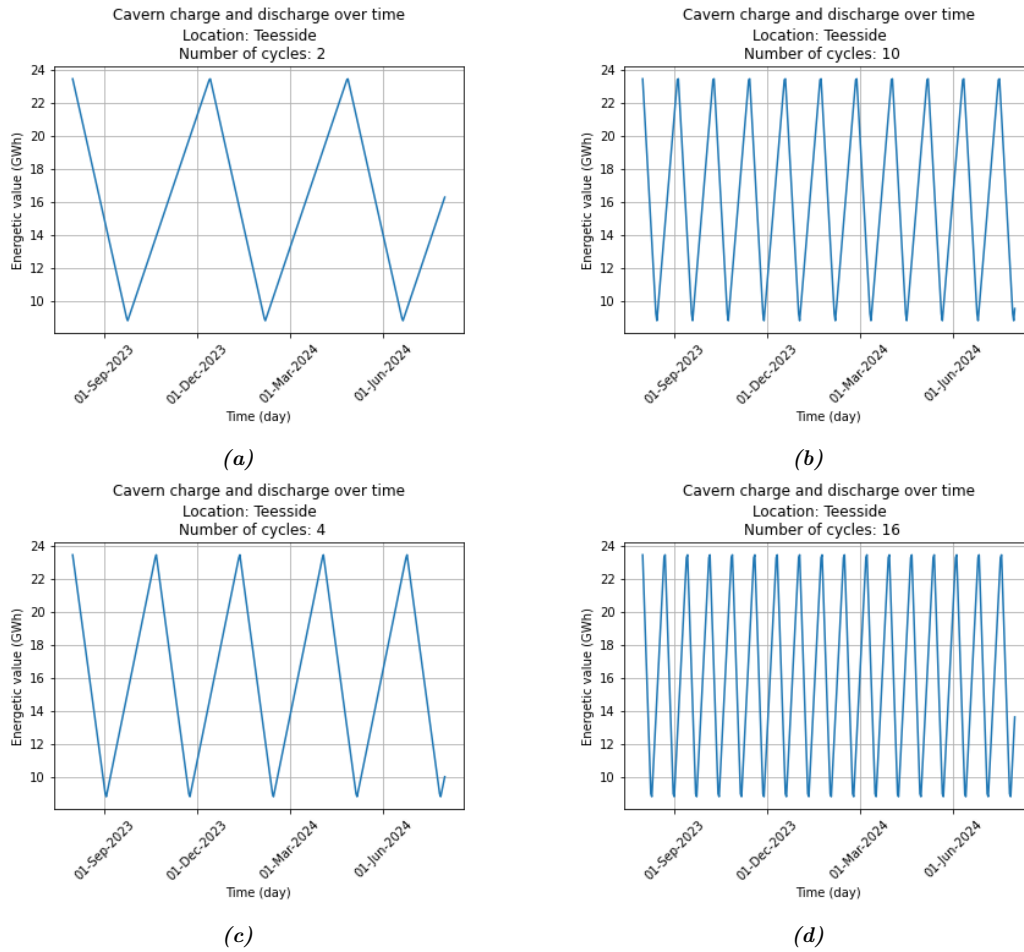 Cavern charge and discharge over time
Location: Teesside
Number of cycles: 2
24
22
20
18
16
14
12
10
Energetic value (GWh)
01-Sep-2023
01-Dec-2023
01-Mar-2024
01-Jun-2024
Time (day)
(a)
Cavern charge and discharge over time
Location: Teesside
Number of cycles: 10
24
22
20
18
16
14
12
10
Energetic value (GWh)
01-Sep-2023
01-Dec-2023
01-Mar-2024
01-Jun-2024
Time (day)
(b)
Cavern charge and discharge over time
Location: Teesside
Number of cycles: 4
24
22
20
18
16
14
12
10
Energetic value (GWh)
01-Sep-2023
01-Dec-2023
01-Mar-2024
01-Jun-2024
Time (day)
(c)
Cavern charge and discharge over time
Location: Teesside
Number of cycles: 16
24
22
20
18
16
14
12
10
Energetic value (GWh)
01-Sep-2023
01-Dec-2023
01-Mar-2024
01-Jun-2024
Time (day)
(d)